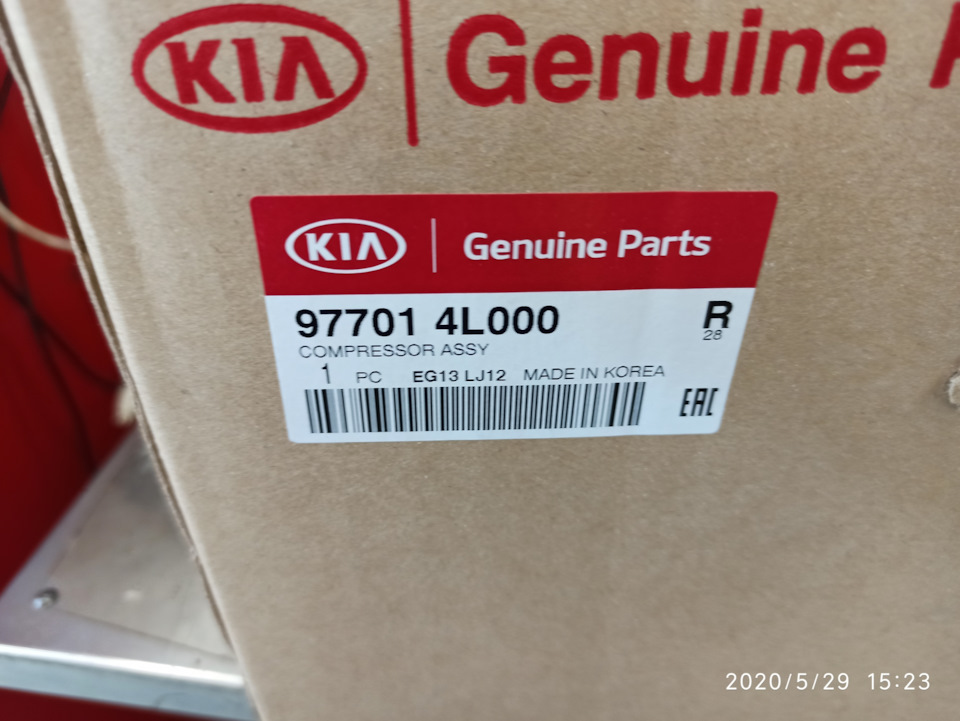 KIA Genuine
KIA Genuine Parts
97701 4L000 R
COMPRESSOR ASSY 28
1 PC EG13 LJ12 MADE IN KOREA
EAC
2020/5/29 15:23